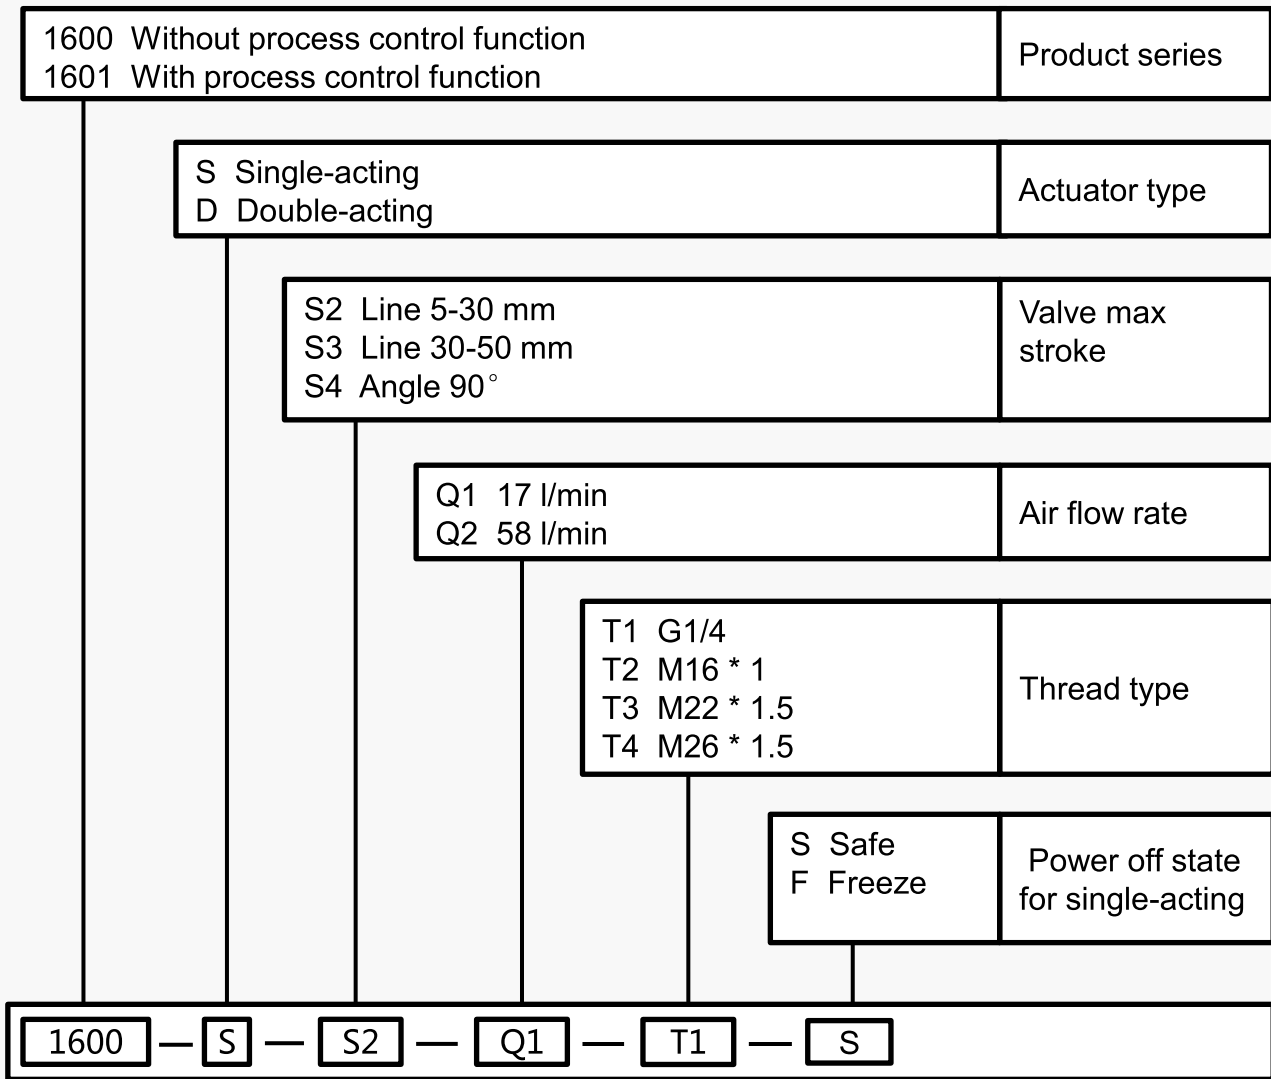 1600 Without process control function
1601 With process control function
Product series
S Single-acting
D Double-acting
Actuator type
S2 Line 5-30 mm
S3 Line 30-50 mm
S4 Angle 90°
Valve max
stroke
Q1 17 l/min
Q2 58 l/min
Air flow rate
T1 G1/4
T2 M16 * 1
T3 M22 * 1.5
T4 M26 * 1.5
Thread type
S Safe
F Freeze
Power off state
for single-acting
1600 — S — S2 — Q1 — T1 — S